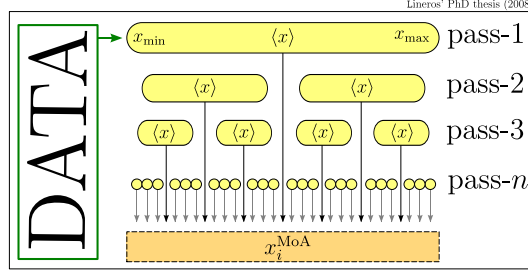 Lineros' PhD thesis (2008
DATA
x_min ⟨x⟩ x_max pass-1
⟨x⟩ ⟨x⟩ pass-2
⟨x⟩ ⟨x⟩ ⟨x⟩ ⟨x⟩ pass-3
pass-n
x_i^MoA